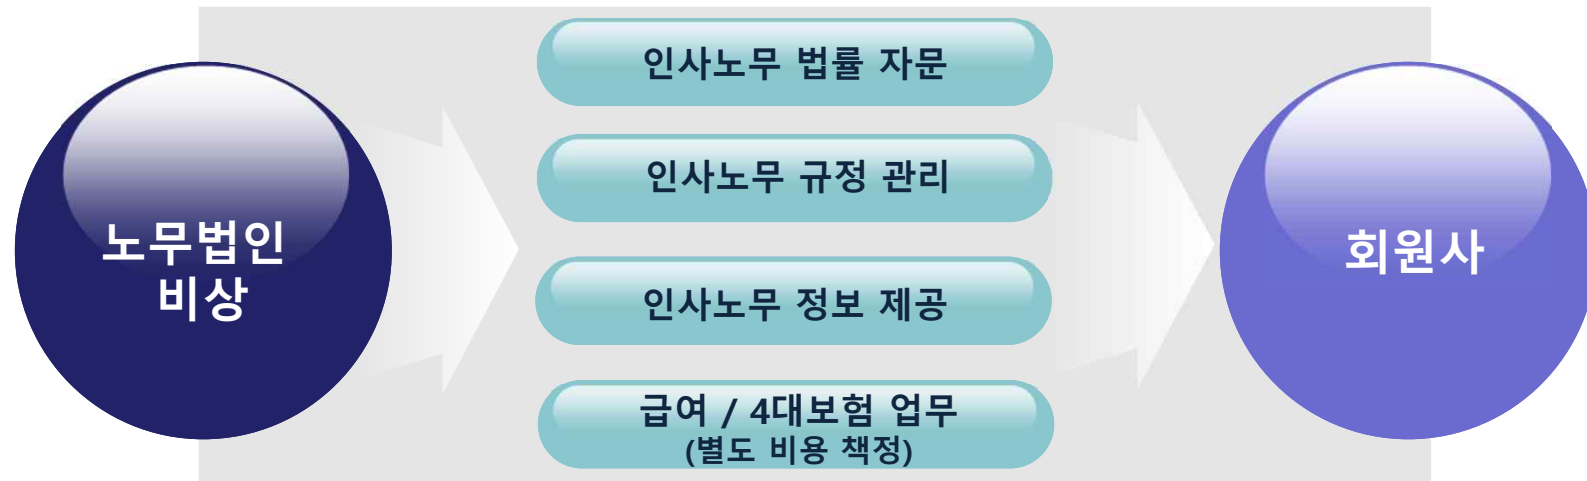 노무법인
비상
인사노무 법률 자문
인사노무 규정 관리
인사노무 정보 제공
급여 / 4대보험 업무
(별도 비용 책정)
회원사